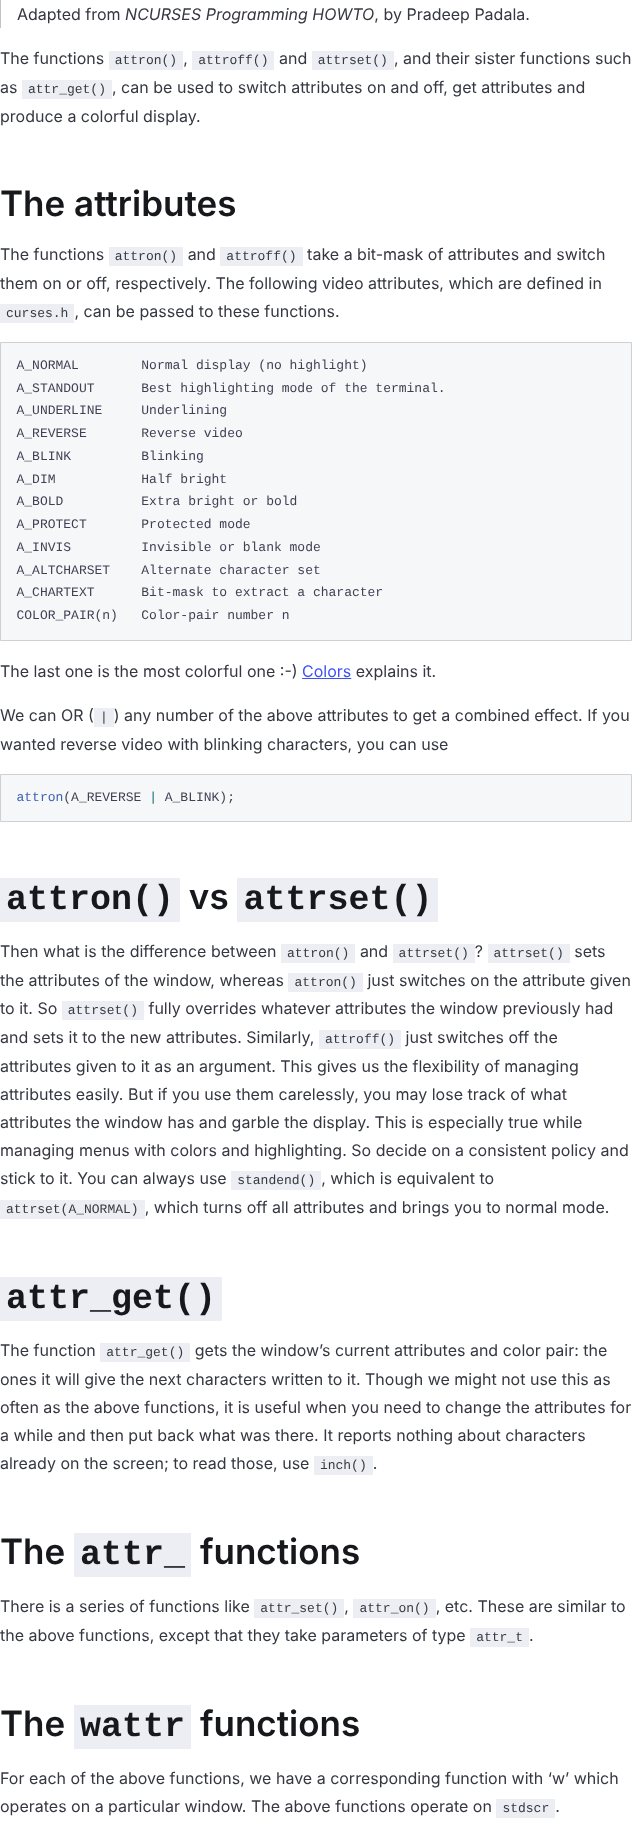 Adapted from NCURSES Programming HOWTO, by Pradeep Padala.
The functions attron(), attroff() and attrset(), and their sister functions such
as attr_get(), can be used to switch attributes on and off, get attributes and
produce a colorful display.
The attributes
The functions attron() and attroff() take a bit-mask of attributes and switch
them on or off, respectively. The following video attributes, which are defined in
curses.h, can be passed to these functions.
A_NORMAL        Normal display (no highlight)
A_STANDOUT      Best highlighting mode of the terminal.
A_UNDERLINE     Underlining
A_REVERSE       Reverse video
A_BLINK         Blinking
A_DIM           Half bright
A_BOLD          Extra bright or bold
A_PROTECT       Protected mode
A_INVIS         Invisible or blank mode
A_ALTCHARSET    Alternate character set
A_CHARTEXT      Bit-mask to extract a character
COLOR_PAIR(n)   Color-pair number n
The last one is the most colorful one :-) Colors explains it.
We can OR (|) any number of the above attributes to get a combined effect. If you
wanted reverse video with blinking characters, you can use
attron(A_REVERSE | A_BLINK);
attron() vs attrset()
Then what is the difference between attron() and attrset()? attrset() sets
the attributes of the window, whereas attron() just switches on the attribute given
to it. So attrset() fully overrides whatever attributes the window previously had
and sets it to the new attributes. Similarly, attroff() just switches off the
attributes given to it as an argument. This gives us the flexibility of managing
attributes easily. But if you use them carelessly, you may lose track of what
attributes the window has and garble the display. This is especially true while
managing menus with colors and highlighting. So decide on a consistent policy and
stick to it. You can always use standend(), which is equivalent to
attrset(A_NORMAL), which turns off all attributes and brings you to normal mode.
attr_get()
The function attr_get() gets the window’s current attributes and color pair: the
ones it will give the next characters written to it. Though we might not use this as
often as the above functions, it is useful when you need to change the attributes for
a while and then put back what was there. It reports nothing about characters
already on the screen; to read those, use inch().
The attr_ functions
There is a series of functions like attr_set(), attr_on(), etc. These are similar to
the above functions, except that they take parameters of type attr_t.
The wattr functions
For each of the above functions, we have a corresponding function with ‘w’ which
operates on a particular window. The above functions operate on stdscr.